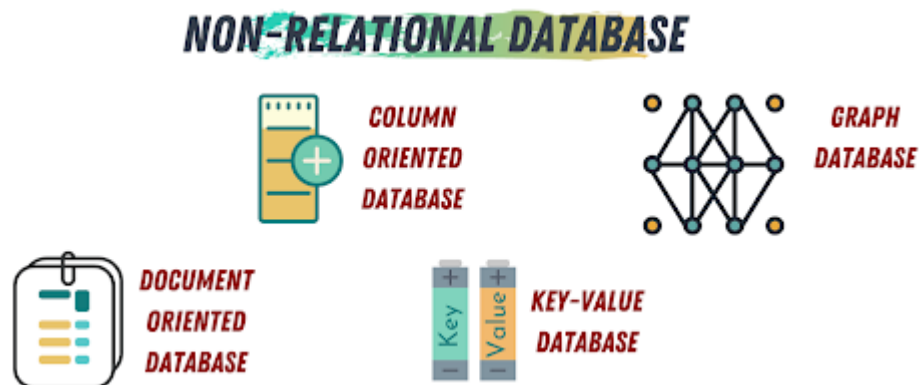 NON-RELATIONAL DATABASE
COLUMN
ORIENTED
DATABASE
GRAPH
DATABASE
DOCUMENT
ORIENTED
DATABASE
Key
Value
KEY-VALUE
DATABASE